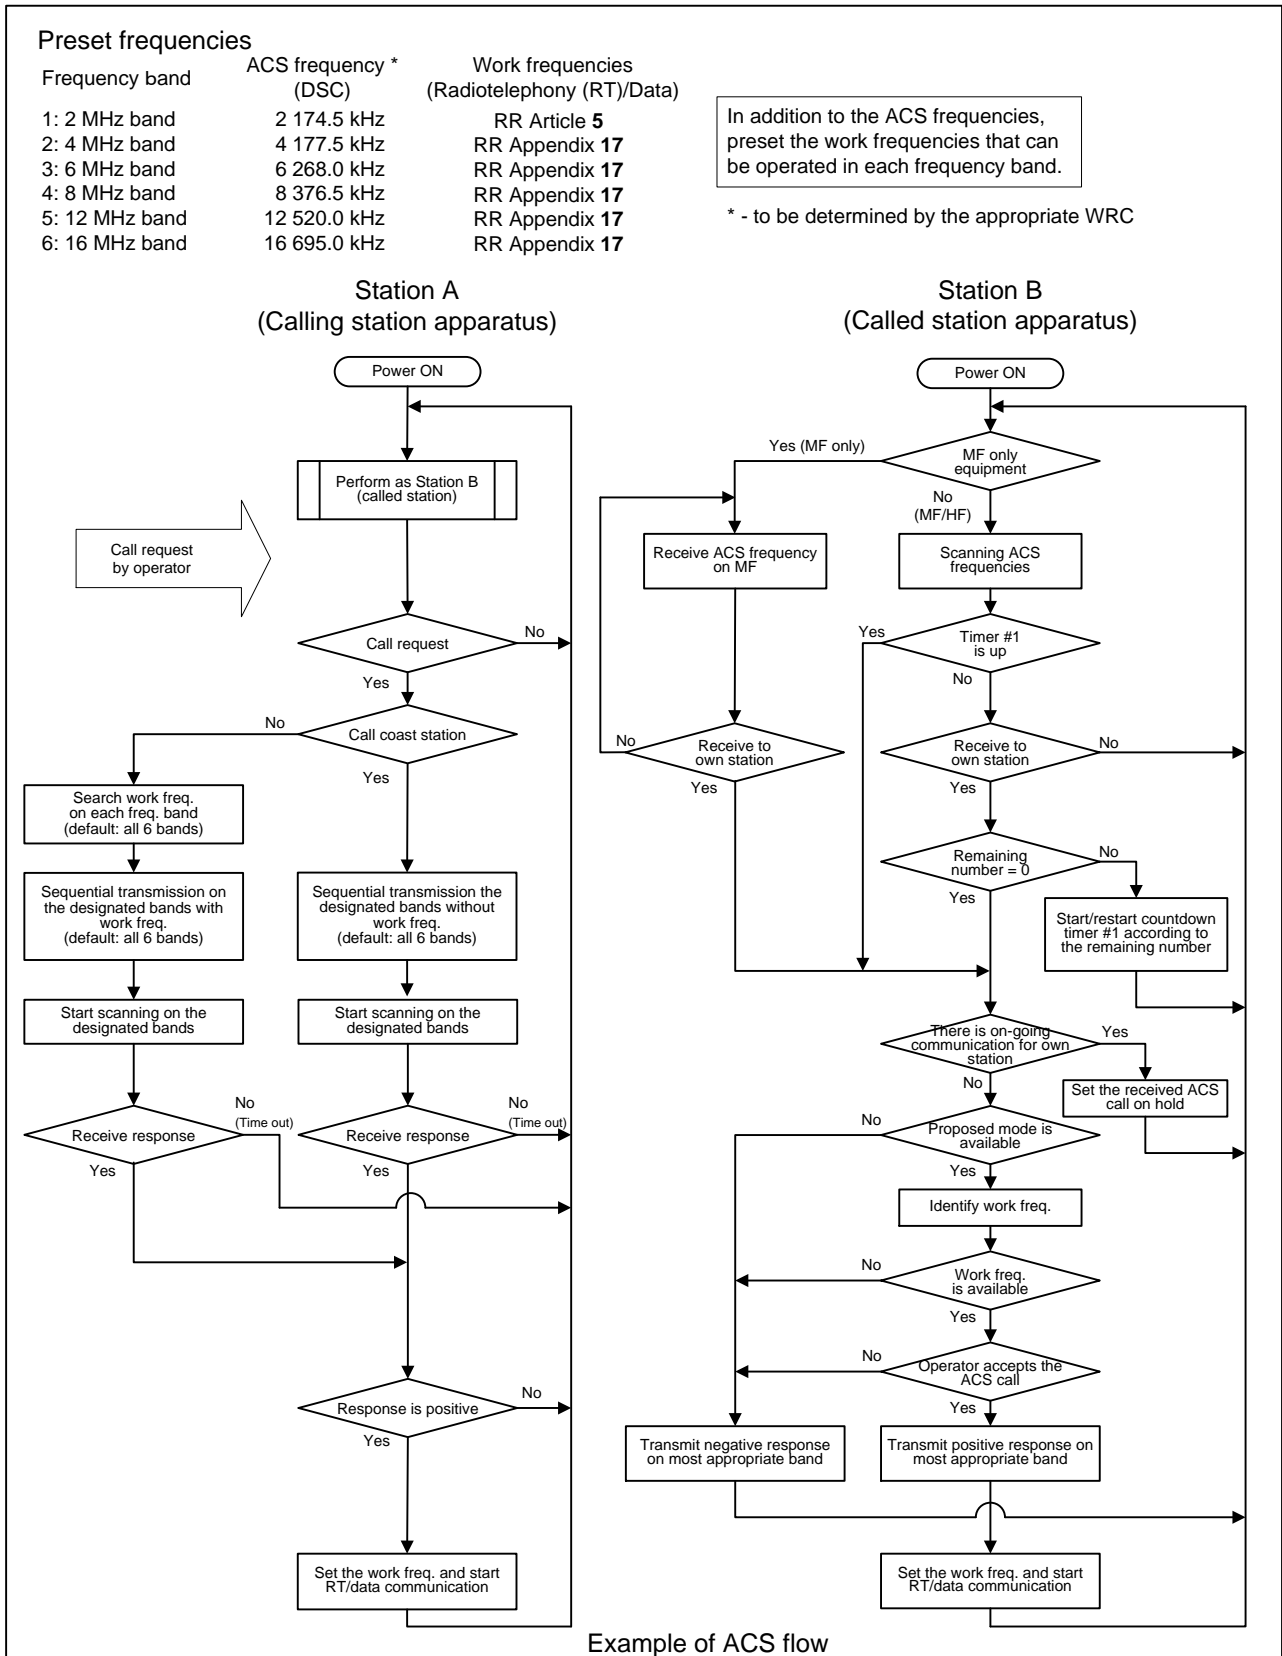 Preset frequencies
Frequency band
ACS frequency *
(DSC)
Work frequencies
(Radiotelephony (RT)/Data)
1: 2 MHz band 2 174.5 kHz RR Article 5
2: 4 MHz band 4 177.5 kHz RR Appendix 17
3: 6 MHz band 6 268.0 kHz RR Appendix 17
4: 8 MHz band 8 376.5 kHz RR Appendix 17
5: 12 MHz band 12 520.0 kHz RR Appendix 17
6: 16 MHz band 16 695.0 kHz RR Appendix 17
In addition to the ACS frequencies,
preset the work frequencies that can
be operated in each frequency band.
* - to be determined by the appropriate WRC
Station A
(Calling station apparatus)
Power ON
Perform as Station B
(called station)
Call request
by operator
Call request
No
Yes
Call coast station
No
Yes
Search work freq.
on each freq. band
(default: all 6 bands)
Sequential transmission on
the designated bands with
work freq.
(default: all 6 bands)
Sequential transmission the
designated bands without
work freq.
(default: all 6 bands)
Start scanning on the
designated bands
Start scanning on the
designated bands
Receive response
No
(Time out)
Yes
Receive response
No
(Time out)
Yes
Response is positive
No
Yes
Set the work freq. and start
RT/data communication
Station B
(Called station apparatus)
Power ON
MF only
equipment
Yes (MF only)
No
(MF/HF)
Receive ACS frequency
on MF
Scanning ACS
frequencies
Timer #1
is up
Yes
No
Receive to
own station
No
Yes
Receive to
own station
No
Yes
Remaining
number = 0
No
Yes
Start/restart countdown
timer #1 according to
the remaining number
There is on-going
communication for own
station
Yes
No
Set the received ACS
call on hold
Proposed mode is
available
No
Yes
Identify work freq.
Work freq.
is available
No
Yes
Operator accepts the
ACS call
No
Yes
Transmit negative response
on most appropriate band
Transmit positive response on
most appropriate band
Set the work freq. and start
RT/data communication
Example of ACS flow